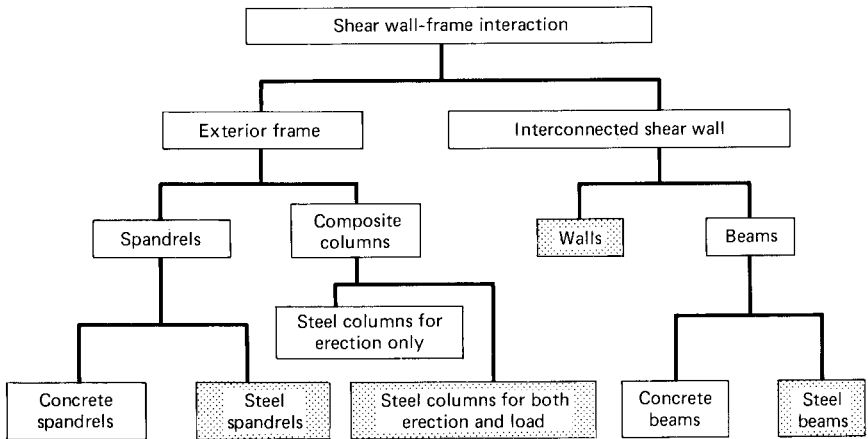 Shear wall-frame interaction
Exterior frame
Interconnected shear wall
Spandrels
Composite
columns
Walls
Beams
Steel columns for
erection only
Concrete
spandrels
Steel
spandrels
Steel columns for both
erection and load
Concrete
beams
Steel
beams